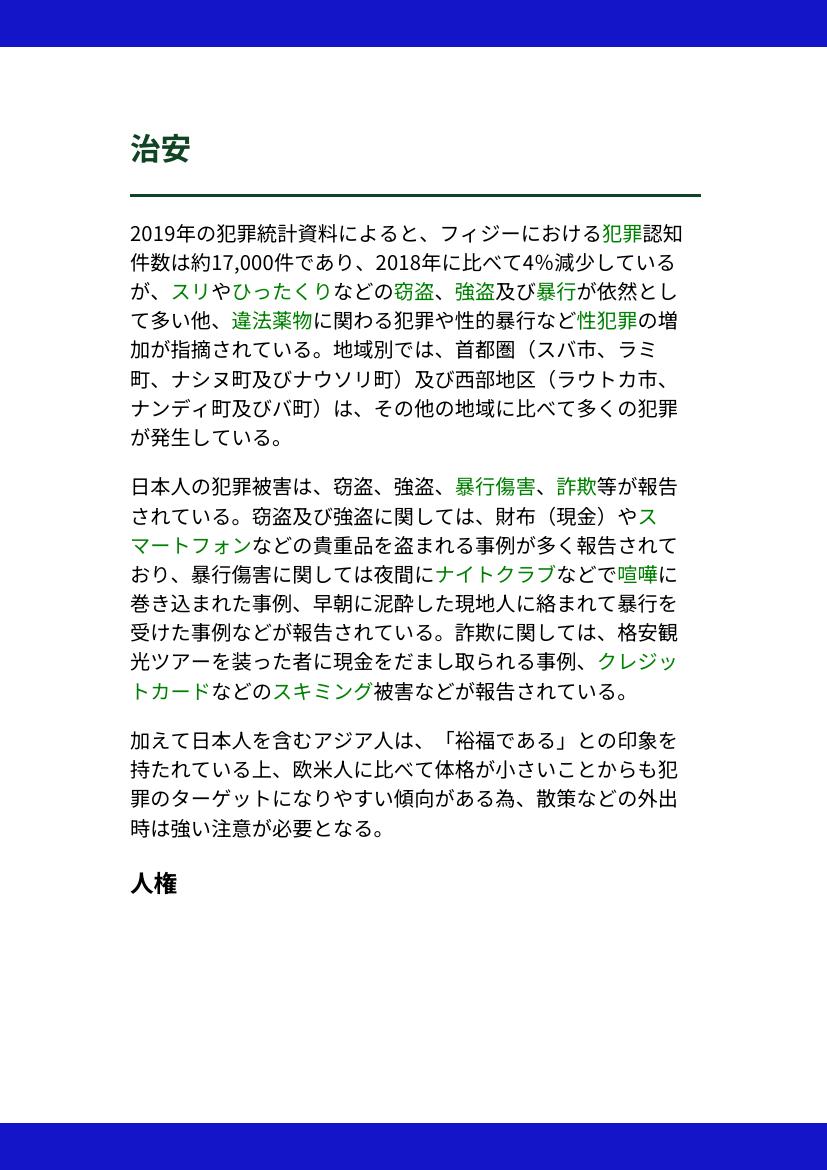 治安
2019年の犯罪統計資料によると、フィジーにおける犯罪認知
件数は約17,000件であり、2018年に比べて4%減少している
が、スリやひったくりなどの窃盗、強盗及び暴行が依然とし
て多い他、違法薬物に関わる犯罪や性的暴行など性犯罪の増
加が指摘されている。地域別では、首都圏（スバ市、ラミ
町、ナシヌ町及びナウソリ町）及び西部地区（ラウトカ市、
ナンディ町及びバ町）は、その他の地域に比べて多くの犯罪
が発生している。
日本人の犯罪被害は、窃盗、強盗、暴行傷害、詐欺等が報告
されている。窃盗及び強盗に関しては、財布（現金）やス
マートフォンなどの貴重品を盗まれる事例が多く報告されて
おり、暴行傷害に関しては夜間にナイトクラブなどで喧嘩に
巻き込まれた事例、早朝に泥酔した現地人に絡まれて暴行を
受けた事例などが報告されている。詐欺に関しては、格安観
光ツアーを装った者に現金をだまし取られる事例、クレジッ
トカードなどのスキミング被害などが報告されている。
加えて日本人を含むアジア人は、「裕福である」との印象を
持たれている上、欧米人に比べて体格が小さいことからも犯
罪のターゲットになりやすい傾向がある為、散策などの外出
時は強い注意が必要となる。
人権